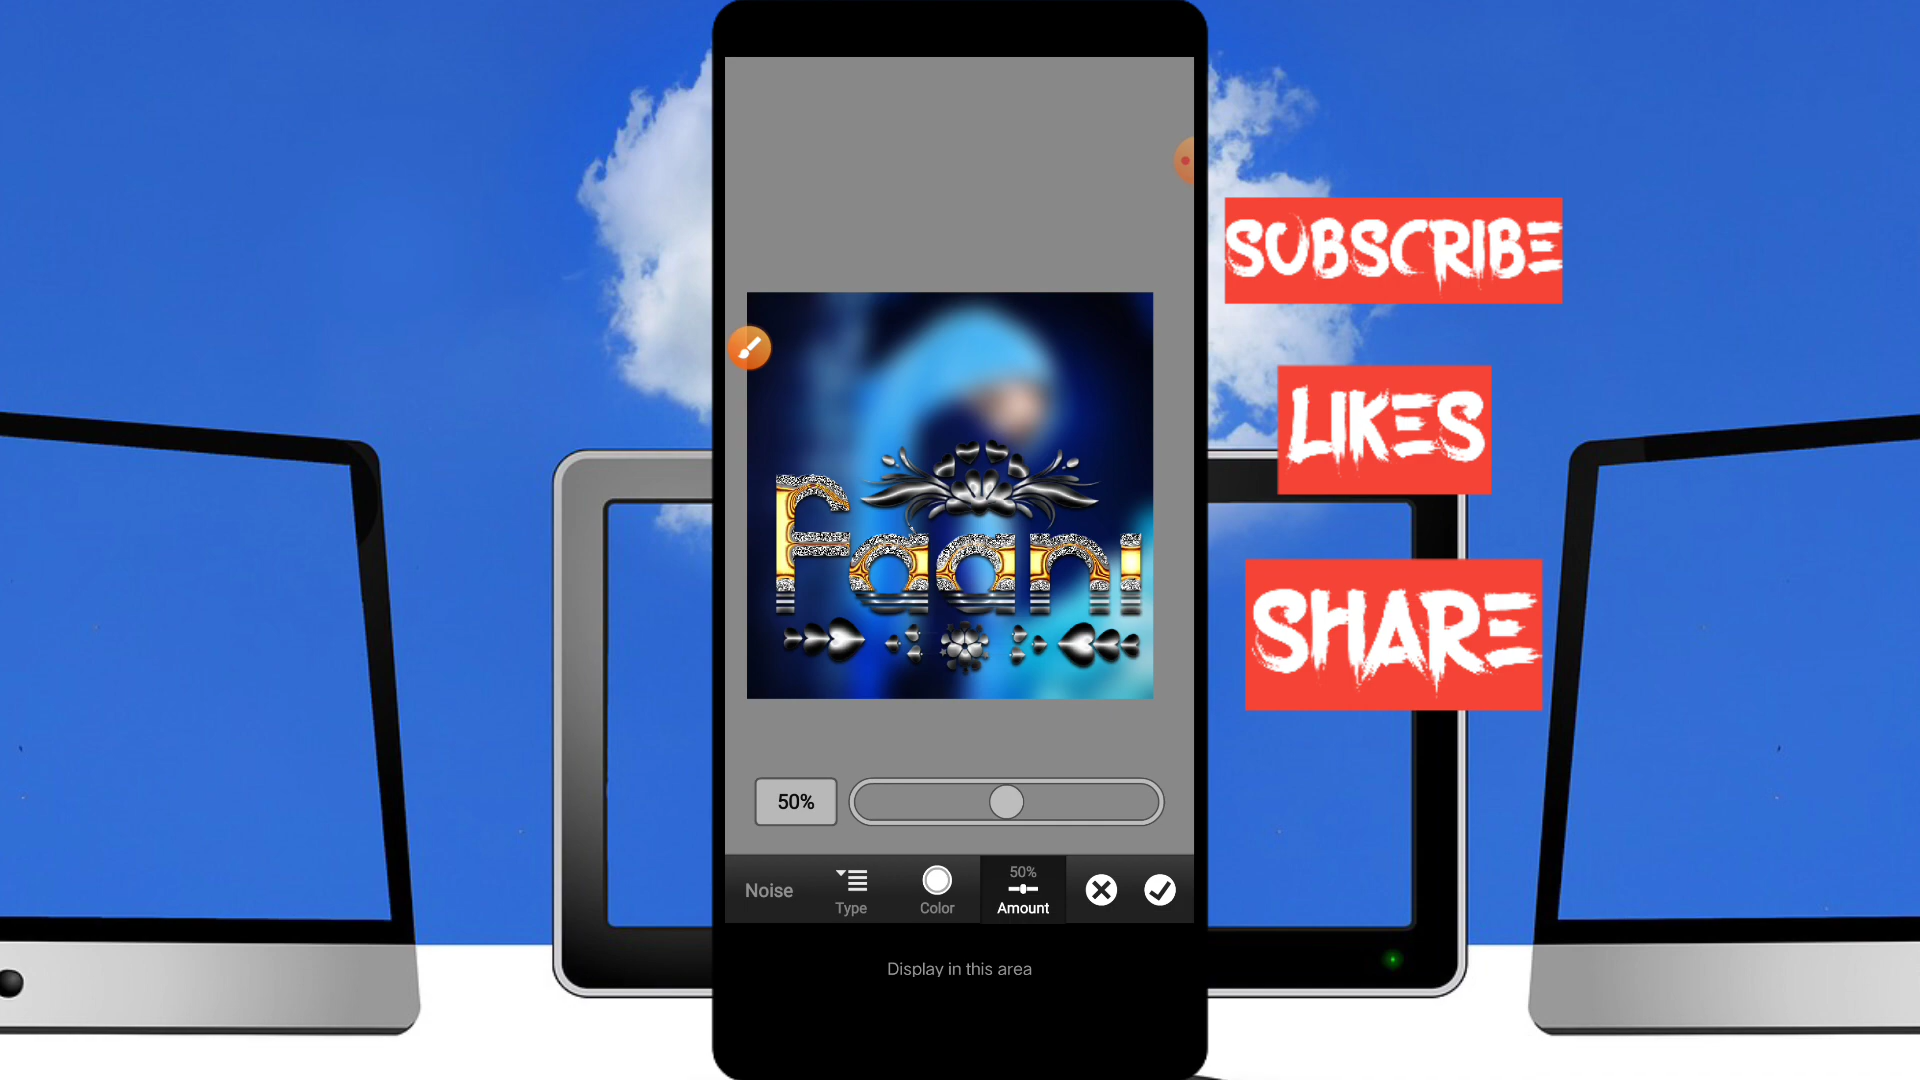 SUBSCRIBE
LIKES
SHARE
Faani
50%
Noise
Type
Color
50%
Amount
Display in this area